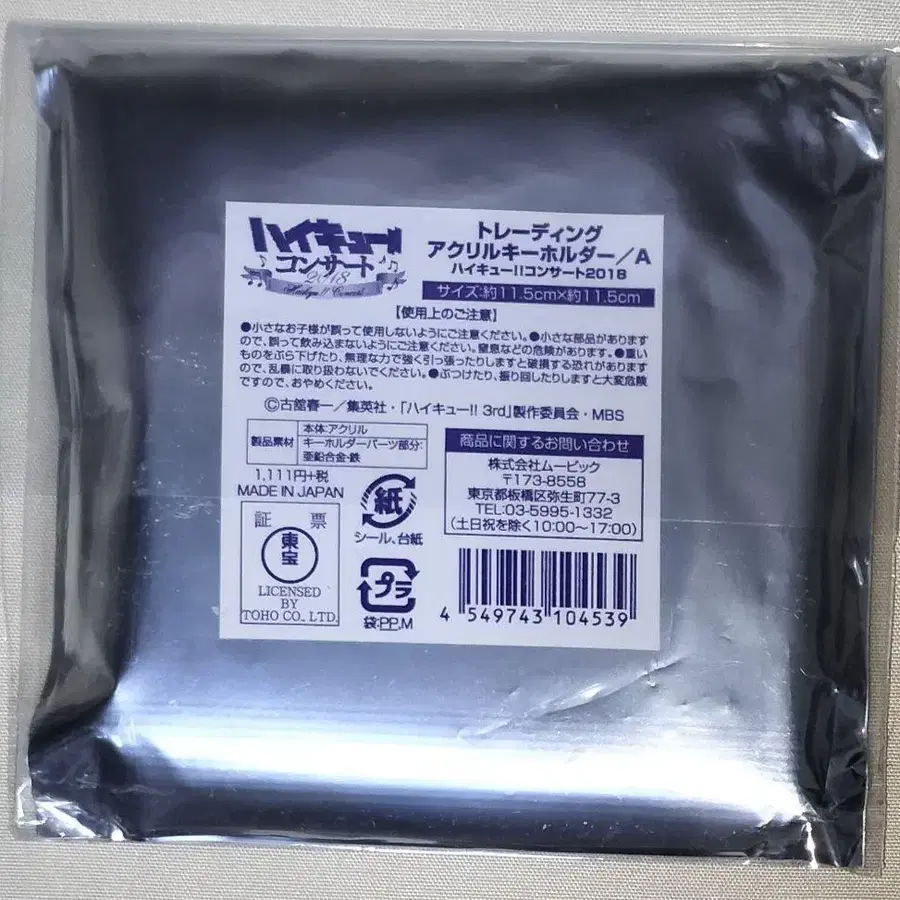 ハイキュー!!
コンサート
2018
Haikyu!! Concert
トレーディング
アクリルキーホルダー/A
ハイキュー!!コンサート2018
サイズ:約11.5cm×約11.5cm
【使用上のご注意】
●小さなお子様が誤って使用しないようにご注意ください。●小さな部品があります
ので、誤って飲み込まないようにご注意ください。窒息などの危険があります。●重い
ものをぶら下げたり、無理な力で強く引っ張ったりしますと破損する恐れがあります
ので、乱暴に取り扱わないでください。●ぶつけたり、振り回したりしますと大変危険
ですので、おやめください。
©古舘春一/集英社・「ハイキュー!! 3rd」製作委員会・MBS
製品素材
本体:アクリル
キーホルダーパーツ部分:
亜鉛合金・鉄
1,111円+税
MADE IN JAPAN
紙
シール、台紙
商品に関するお問い合わせ
株式会社ムービック
〒173-8558
東京都板橋区弥生町77-3
TEL:03-5995-1332
(土日祝を除く10:00~17:00)
証 票
東宝
LICENSED
BY
TOHO CO., LTD.
プラ
袋:PP,M
4 549743 104539